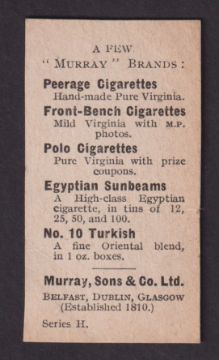 A FEW
"MURRAY" BRANDS:
Peerage Cigarettes
Hand-made Pure Virginia.
Front-Bench Cigarettes
Mild Virginia with M.P.
photos.
Polo Cigarettes
Pure Virginia with prize
coupons.
Egyptian Sunbeams
A High-class Egyptian
cigarette, in tins of 12,
25, 50, and 100.
No. 10 Turkish
A fine Oriental blend,
in 1 oz. boxes.
Murray, Sons & Co. Ltd.
BELFAST, DUBLIN, GLASGOW
(Established 1810.)
Series H.